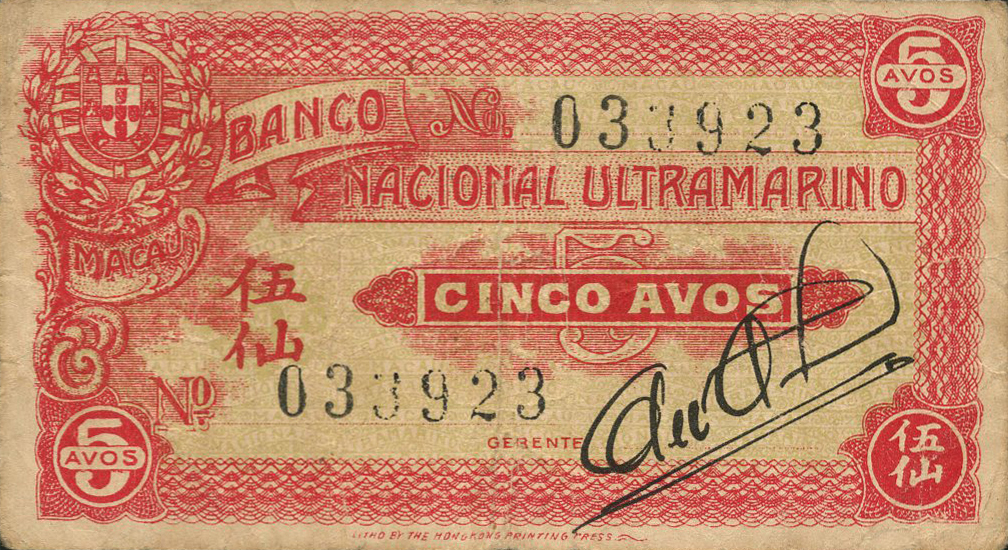 5
AVOS
BANCO
No. 033923
NACIONAL ULTRAMARINO
MACAU
5
CINCO AVOS
伍
仙
No. 033923
GERENTE
5
AVOS
伍
仙
LITHO BY THE HONGKONG PRINTING PRESS